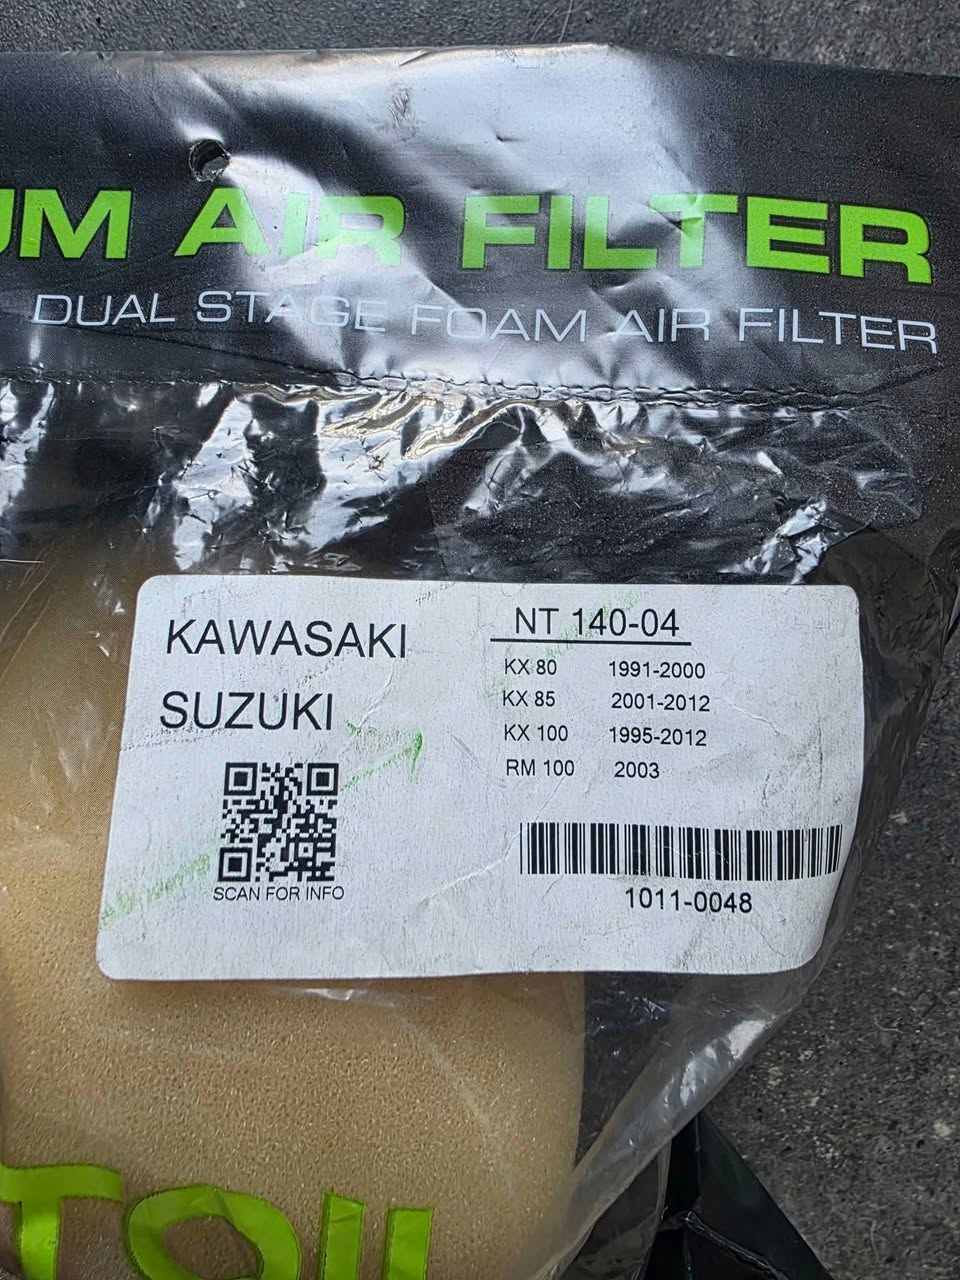 UM AIR FILTER
DUAL STAGE FOAM AIR FILTER
KAWASAKI
SUZUKI
SCAN FOR INFO
NT 140-04
KX 80 1991-2000
KX 85 2001-2012
KX 100 1995-2012
RM 100 2003
1011-0048